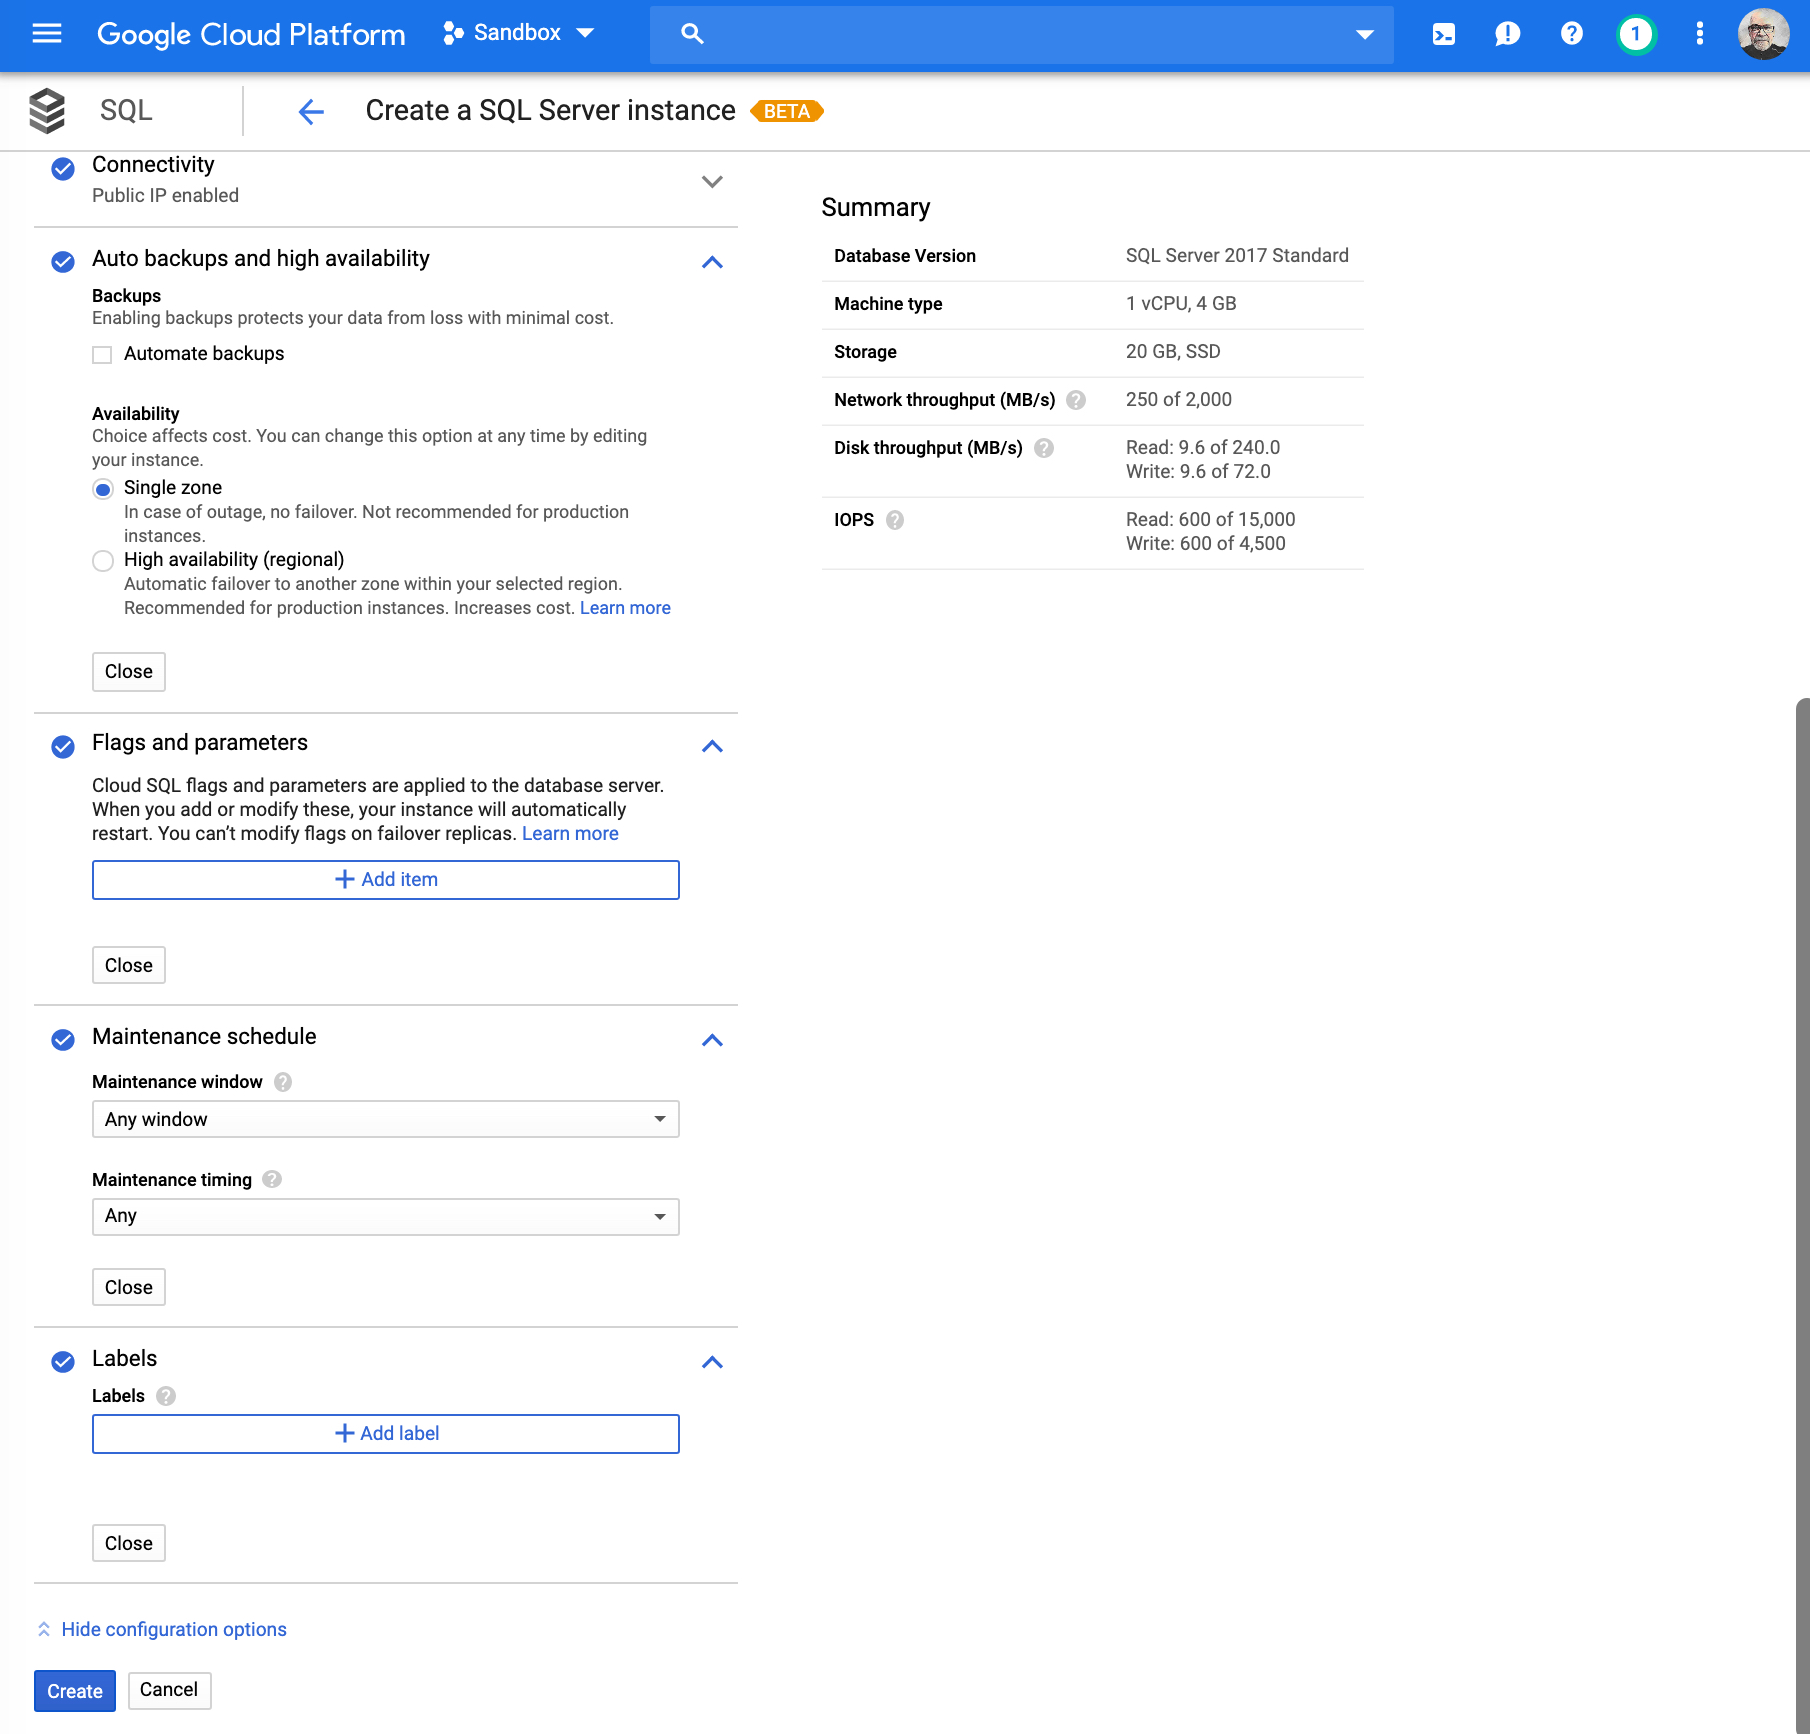 Google Cloud Platform
Sandbox
1
SQL
Create a SQL Server instance
BETA
Connectivity
Public IP enabled
Auto backups and high availability
Backups
Enabling backups protects your data from loss with minimal cost.
Automate backups
Availability
Choice affects cost. You can change this option at any time by editing
your instance.
Single zone
In case of outage, no failover. Not recommended for production
instances.
High availability (regional)
Automatic failover to another zone within your selected region.
Recommended for production instances. Increases cost. Learn more
Close
Flags and parameters
Cloud SQL flags and parameters are applied to the database server.
When you add or modify these, your instance will automatically
restart. You can’t modify flags on failover replicas. Learn more
Add item
Close
Maintenance schedule
Maintenance window
Any window
Maintenance timing
Any
Close
Labels
Labels
Add label
Close
Hide configuration options
Create
Cancel
Summary
Database Version
SQL Server 2017 Standard
Machine type
1 vCPU, 4 GB
Storage
20 GB, SSD
Network throughput (MB/s)
250 of 2,000
Disk throughput (MB/s)
Read: 9.6 of 240.0
Write: 9.6 of 72.0
IOPS
Read: 600 of 15,000
Write: 600 of 4,500